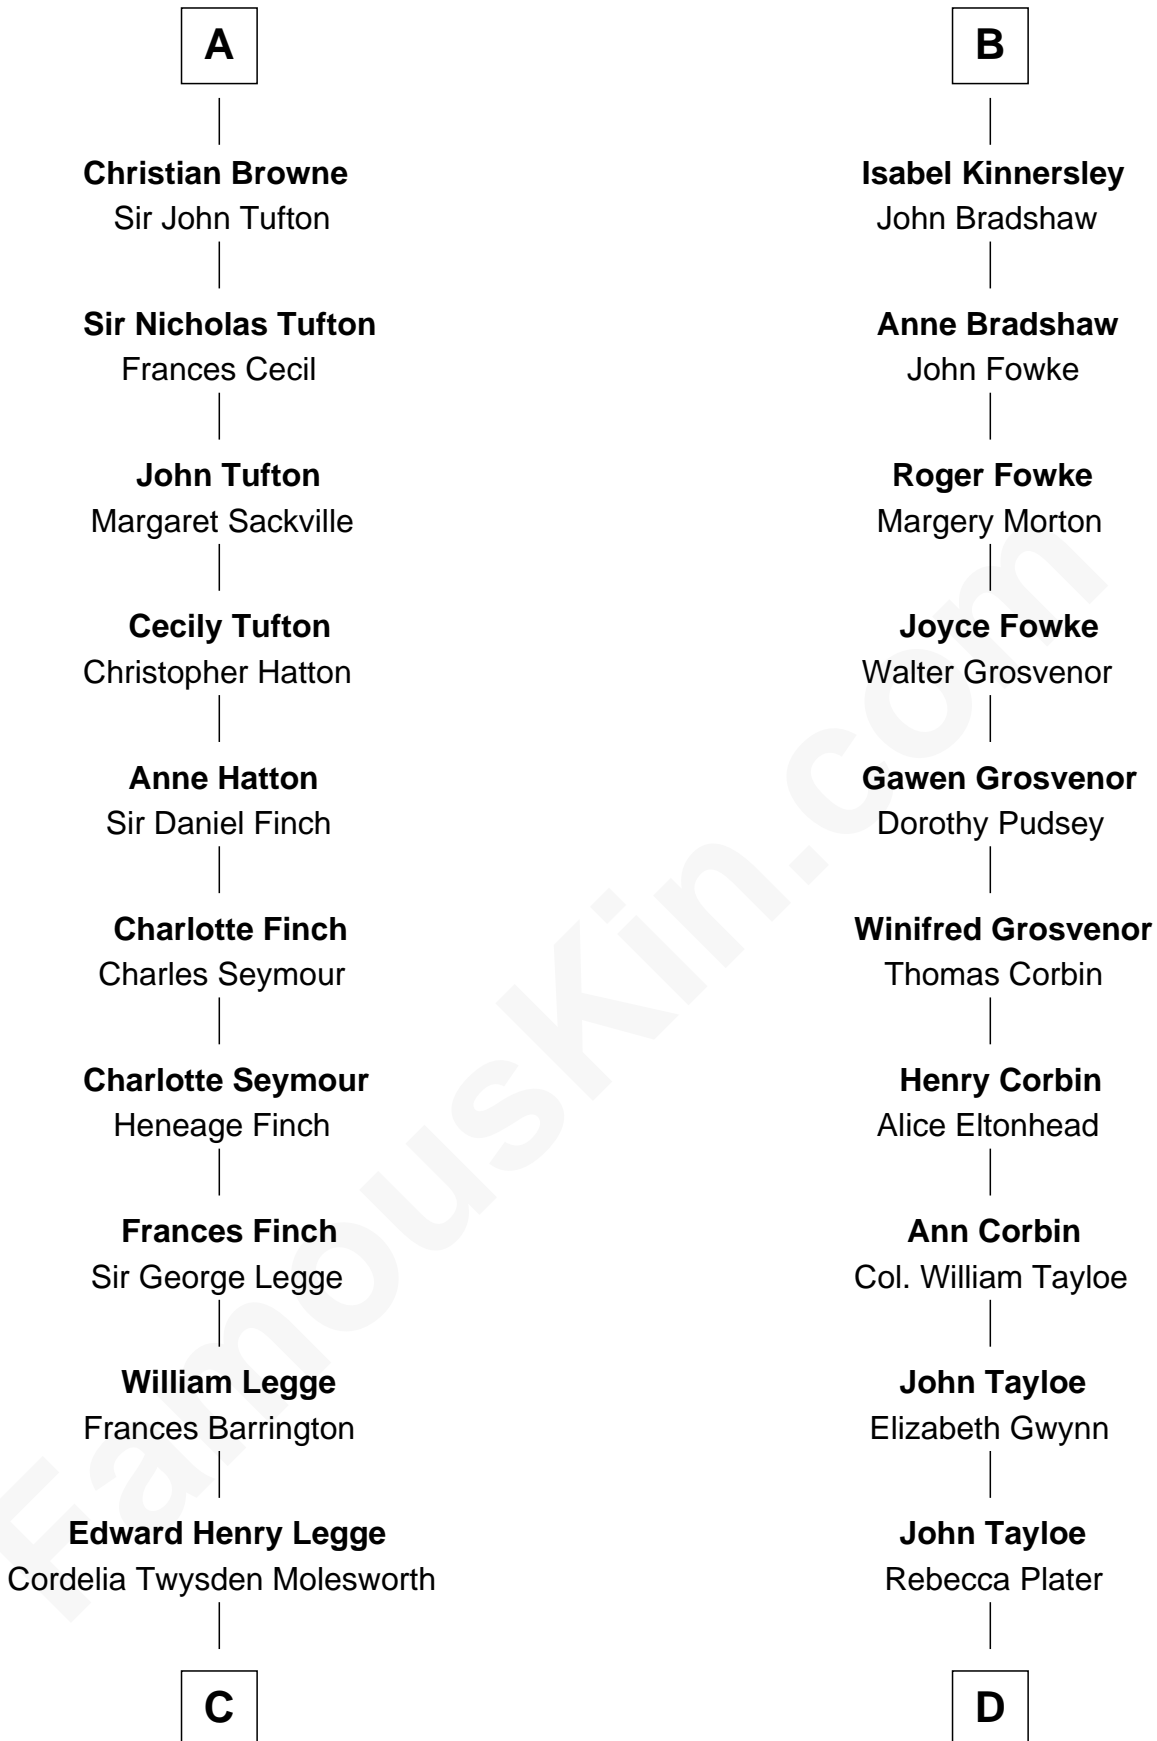 A
Christian Browne
Sir John Tufton
Sir Nicholas Tufton
Frances Cecil
John Tufton
Margaret Sackville
Cecily Tufton
Christopher Hatton
Anne Hatton
Sir Daniel Finch
Charlotte Finch
Charles Seymour
Charlotte Seymour
Heneage Finch
Frances Finch
Sir George Legge
William Legge
Frances Barrington
Edward Henry Legge
Cordelia Twysden Molesworth
C
B
Isabel Kinnersley
John Bradshaw
Anne Bradshaw
John Fowke
Roger Fowke
Margery Morton
Joyce Fowke
Walter Grosvenor
Gawen Grosvenor
Dorothy Pudsey
Winifred Grosvenor
Thomas Corbin
Henry Corbin
Alice Eltonhead
Ann Corbin
Col. William Tayloe
John Tayloe
Elizabeth Gwynn
John Tayloe
Rebecca Plater
D
FamousKin.com